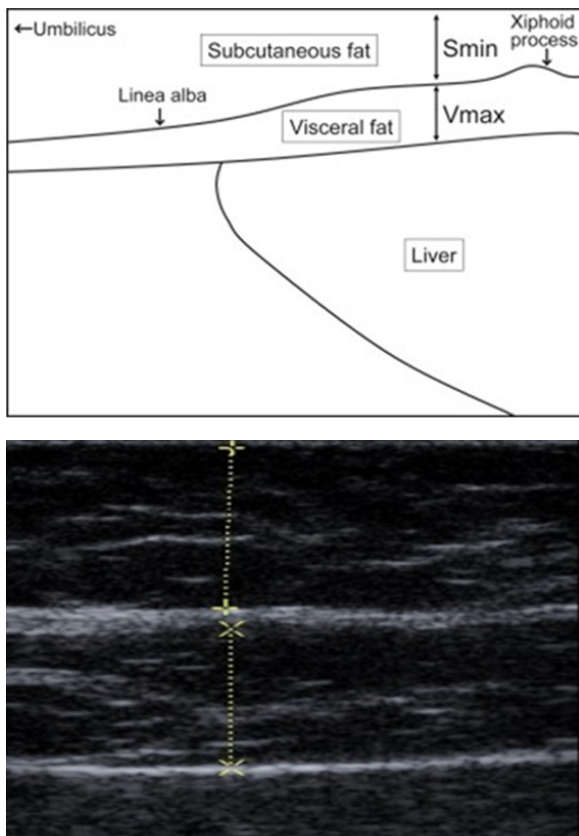 ←Umbilicus
Subcutaneous fat
Smin
Xiphoid
process
Linea alba
Visceral fat
Vmax
Liver